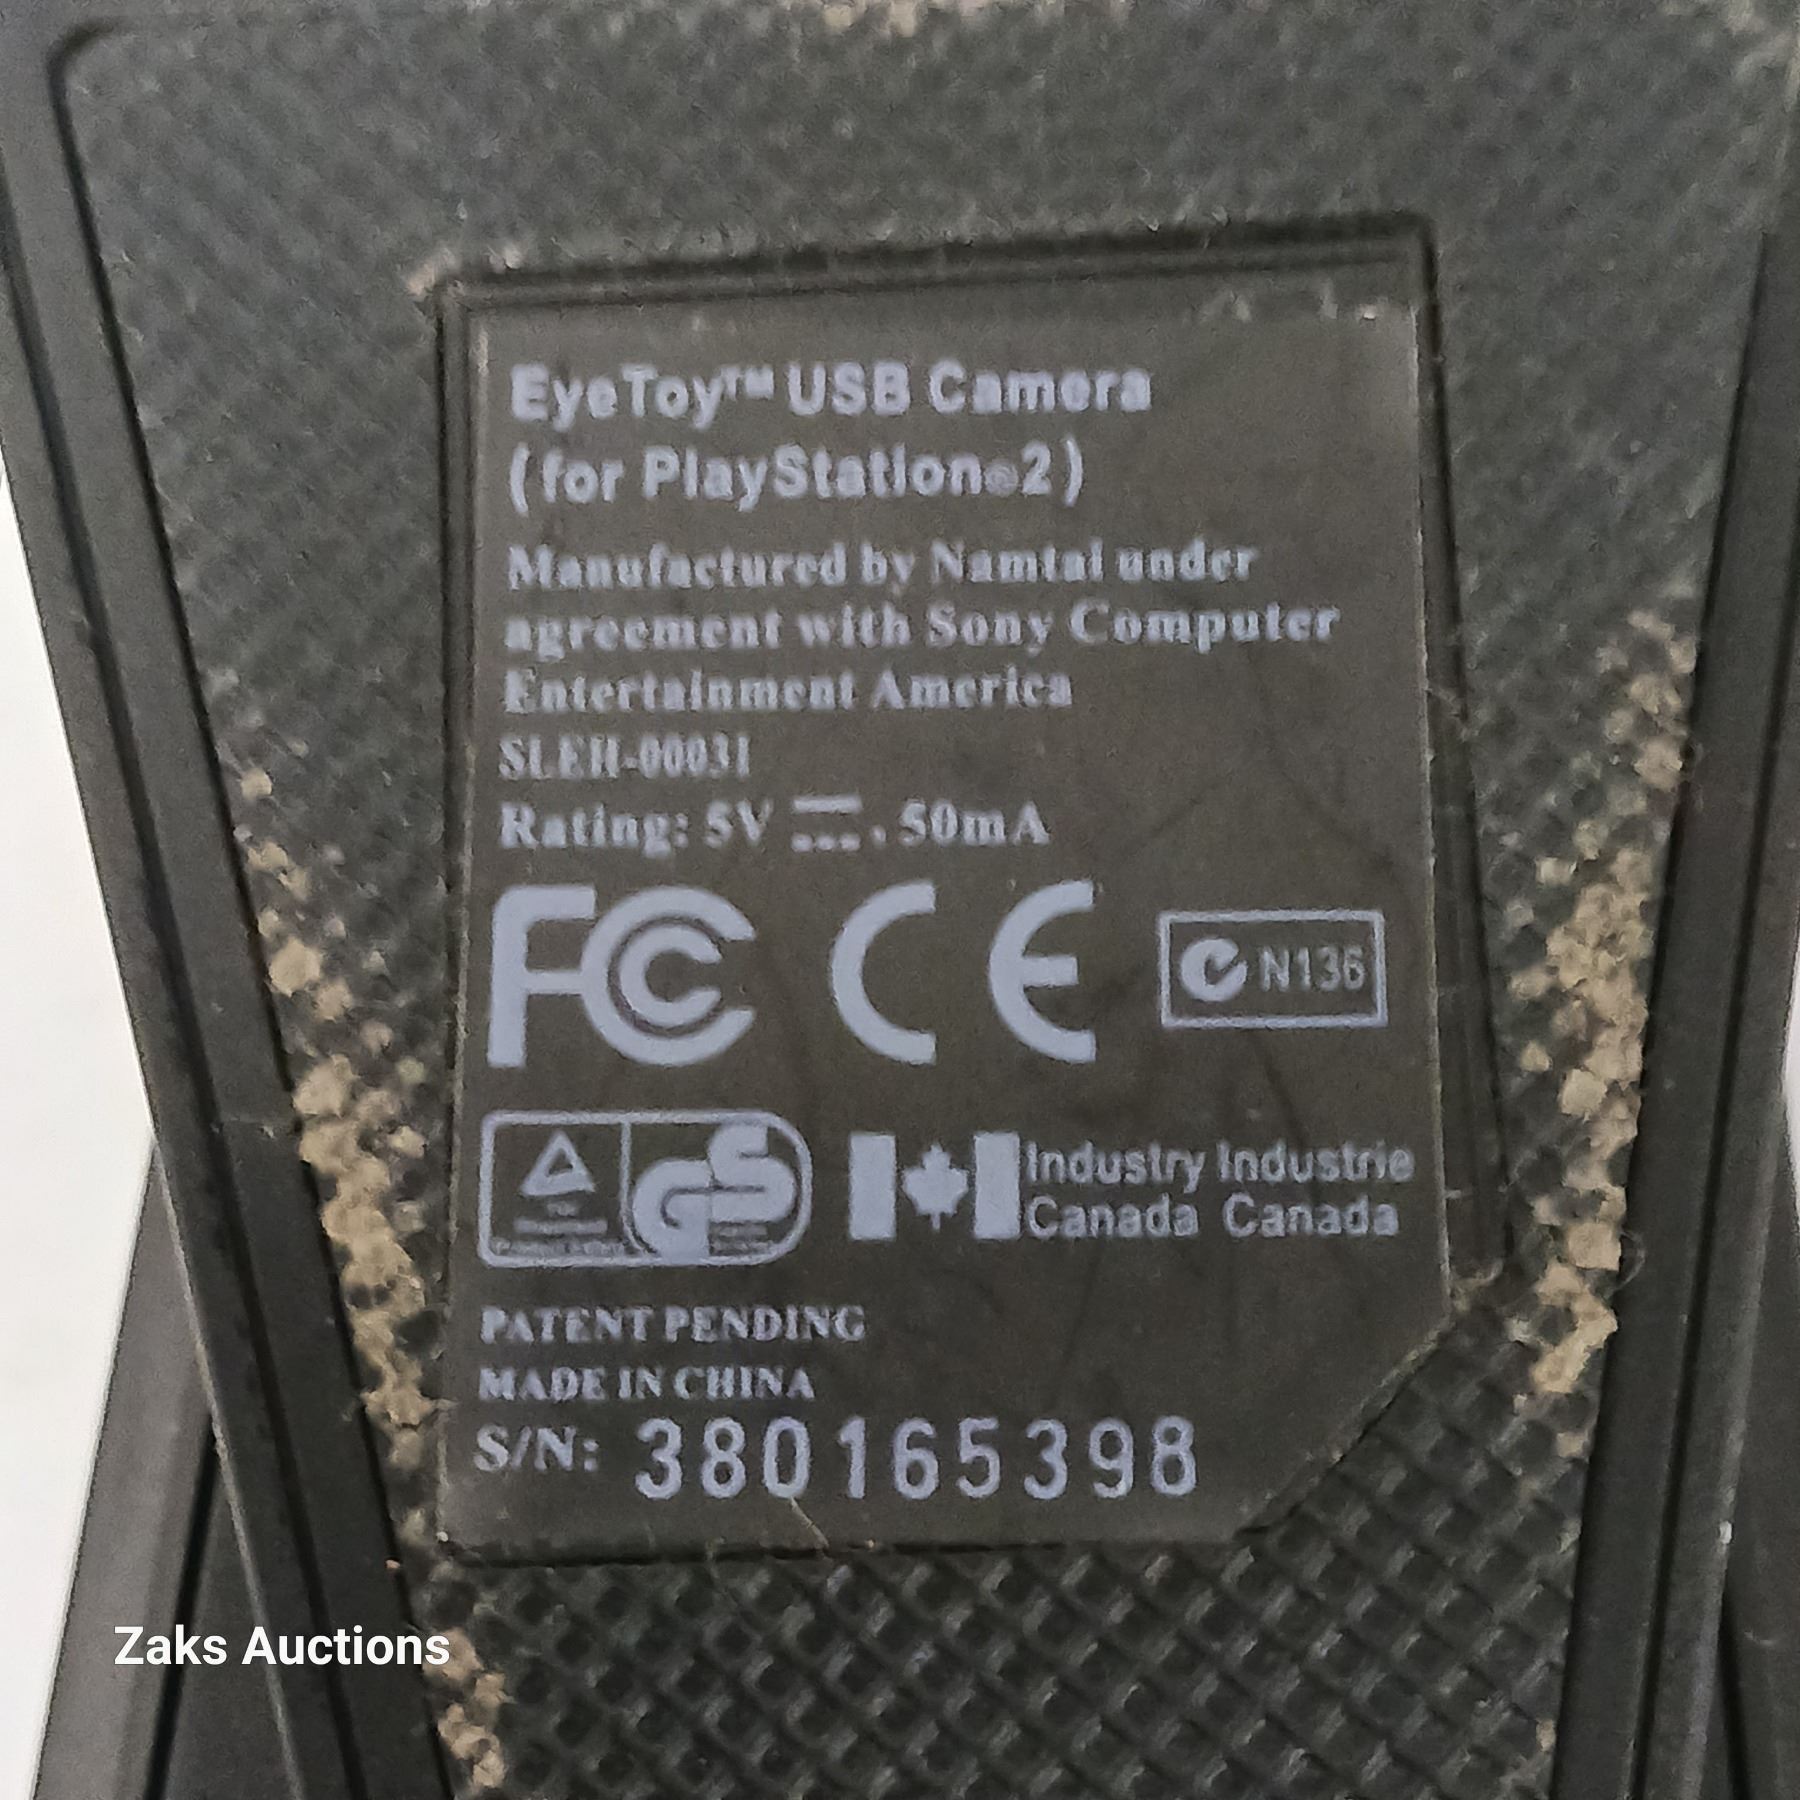 EyeToy™ USB Camera
(for PlayStation®2)
Manufactured by Namtai under
agreement with Sony Computer
Entertainment America
SLEH-00031
Rating: 5V ⎓, 50mA
FC CE N136
GS Industry Industrie
Canada Canada
PATENT PENDING
MADE IN CHINA
S/N: 380165398
Zaks Auctions